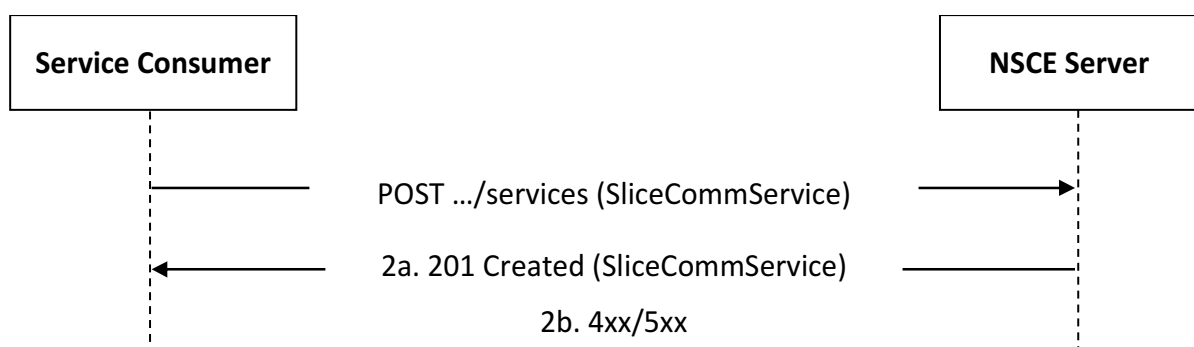 Service Consumer
NSCE Server
POST …/services (SliceCommService)
2a. 201 Created (SliceCommService)
2b. 4xx/5xx